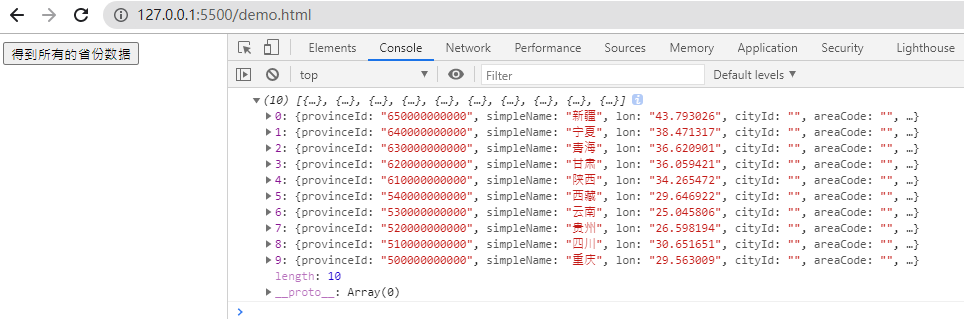 127.0.0.1:5500/demo.html
得到所有的省份数据
Elements Console Network Performance Sources Memory Application Security Lighthouse
top Filter Default levels ▼
(10) [{…}, {…}, {…}, {…}, {…}, {…}, {…}, {…}, {…}, {…}] i
0: {provinceId: "650000000000", simpleName: "新疆", lon: "43.793026", cityId: "", areaCode: "", …}
1: {provinceId: "640000000000", simpleName: "宁夏", lon: "38.471317", cityId: "", areaCode: "", …}
2: {provinceId: "630000000000", simpleName: "青海", lon: "36.620901", cityId: "", areaCode: "", …}
3: {provinceId: "620000000000", simpleName: "甘肃", lon: "36.059421", cityId: "", areaCode: "", …}
4: {provinceId: "610000000000", simpleName: "陕西", lon: "34.265472", cityId: "", areaCode: "", …}
5: {provinceId: "540000000000", simpleName: "西藏", lon: "29.646922", cityId: "", areaCode: "", …}
6: {provinceId: "530000000000", simpleName: "云南", lon: "25.045806", cityId: "", areaCode: "", …}
7: {provinceId: "520000000000", simpleName: "贵州", lon: "26.598194", cityId: "", areaCode: "", …}
8: {provinceId: "510000000000", simpleName: "四川", lon: "30.651651", cityId: "", areaCode: "", …}
9: {provinceId: "500000000000", simpleName: "重庆", lon: "29.563009", cityId: "", areaCode: "", …}
length: 10
__proto__: Array(0)